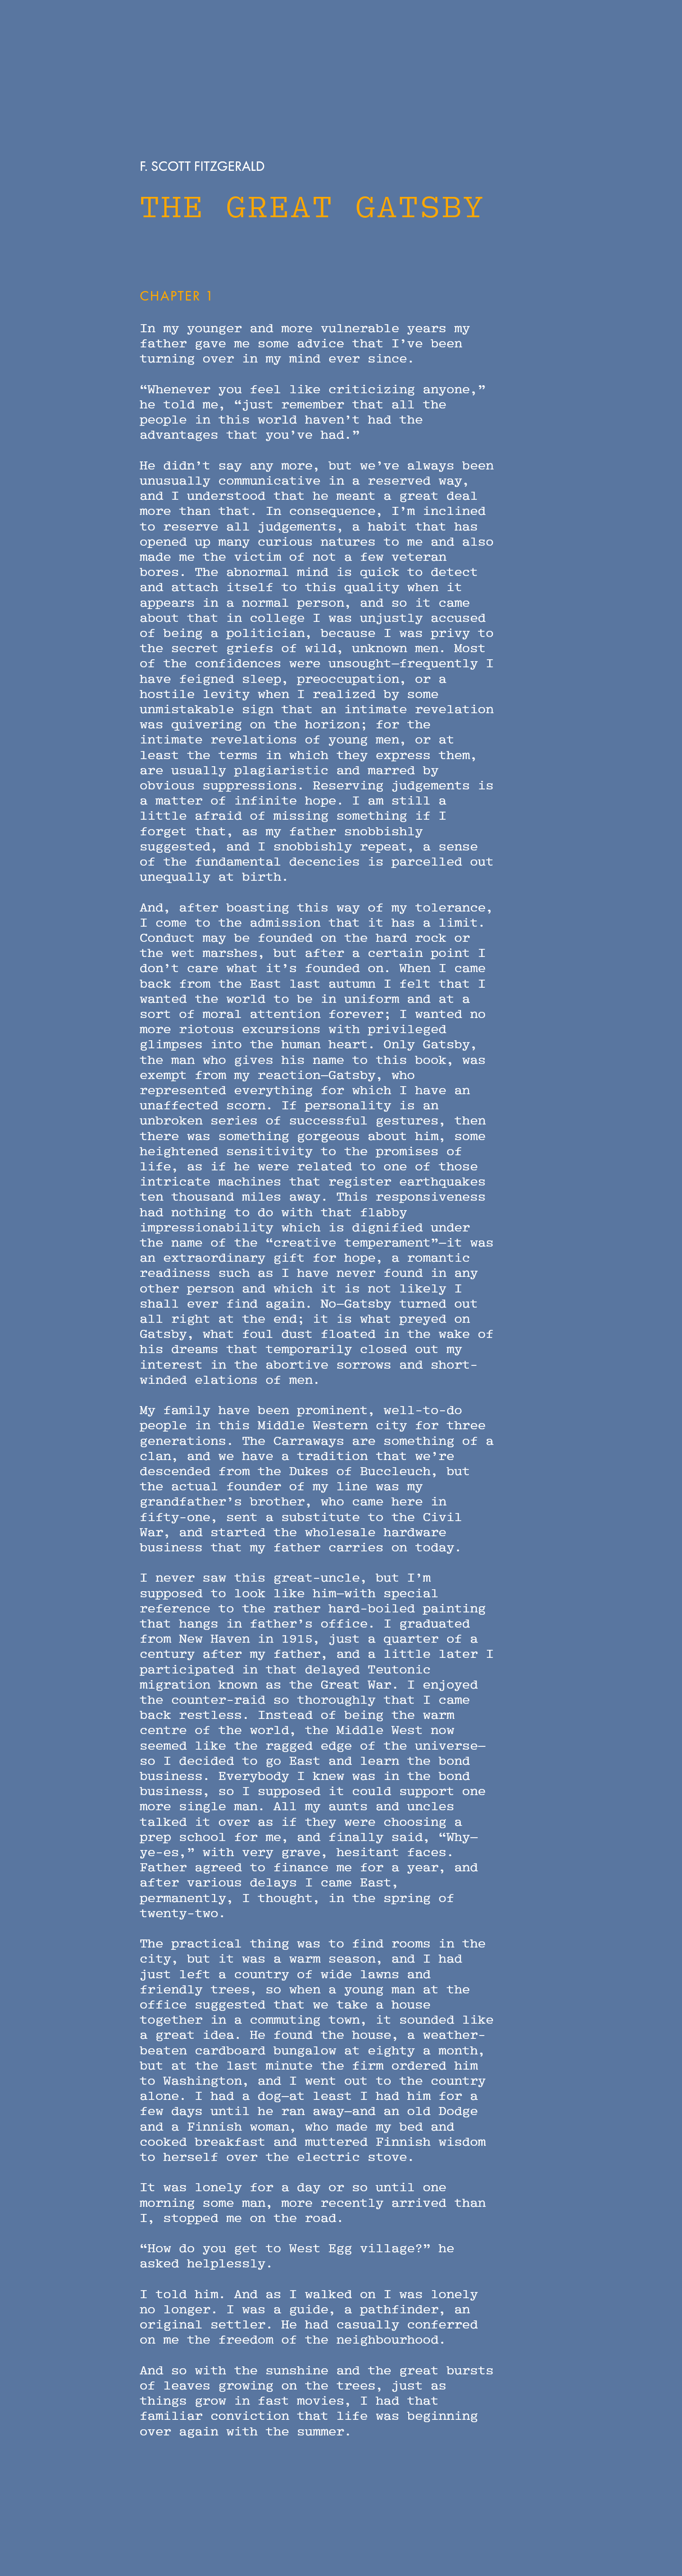 F. SCOTT FITZGERALD
THE GREAT GATSBY
CHAPTER 1
In my younger and more vulnerable years my
father gave me some advice that I’ve been
turning over in my mind ever since.
“Whenever you feel like criticizing anyone,”
he told me, “just remember that all the
people in this world haven’t had the
advantages that you’ve had.”
He didn’t say any more, but we’ve always been
unusually communicative in a reserved way,
and I understood that he meant a great deal
more than that. In consequence, I’m inclined
to reserve all judgements, a habit that has
opened up many curious natures to me and also
made me the victim of not a few veteran
bores. The abnormal mind is quick to detect
and attach itself to this quality when it
appears in a normal person, and so it came
about that in college I was unjustly accused
of being a politician, because I was privy to
the secret griefs of wild, unknown men. Most
of the confidences were unsought—frequently I
have feigned sleep, preoccupation, or a
hostile levity when I realized by some
unmistakable sign that an intimate revelation
was quivering on the horizon; for the
intimate revelations of young men, or at
least the terms in which they express them,
are usually plagiaristic and marred by
obvious suppressions. Reserving judgements is
a matter of infinite hope. I am still a
little afraid of missing something if I
forget that, as my father snobbishly
suggested, and I snobbishly repeat, a sense
of the fundamental decencies is parcelled out
unequally at birth.
And, after boasting this way of my tolerance,
I come to the admission that it has a limit.
Conduct may be founded on the hard rock or
the wet marshes, but after a certain point I
don’t care what it’s founded on. When I came
back from the East last autumn I felt that I
wanted the world to be in uniform and at a
sort of moral attention forever; I wanted no
more riotous excursions with privileged
glimpses into the human heart. Only Gatsby,
the man who gives his name to this book, was
exempt from my reaction—Gatsby, who
represented everything for which I have an
unaffected scorn. If personality is an
unbroken series of successful gestures, then
there was something gorgeous about him, some
heightened sensitivity to the promises of
life, as if he were related to one of those
intricate machines that register earthquakes
ten thousand miles away. This responsiveness
had nothing to do with that flabby
impressionability which is dignified under
the name of the “creative temperament”—it was
an extraordinary gift for hope, a romantic
readiness such as I have never found in any
other person and which it is not likely I
shall ever find again. No—Gatsby turned out
all right at the end; it is what preyed on
Gatsby, what foul dust floated in the wake of
his dreams that temporarily closed out my
interest in the abortive sorrows and short-
winded elations of men.
My family have been prominent, well-to-do
people in this Middle Western city for three
generations. The Carraways are something of a
clan, and we have a tradition that we’re
descended from the Dukes of Buccleuch, but
the actual founder of my line was my
grandfather’s brother, who came here in
fifty-one, sent a substitute to the Civil
War, and started the wholesale hardware
business that my father carries on today.
I never saw this great-uncle, but I’m
supposed to look like him—with special
reference to the rather hard-boiled painting
that hangs in father’s office. I graduated
from New Haven in 1915, just a quarter of a
century after my father, and a little later I
participated in that delayed Teutonic
migration known as the Great War. I enjoyed
the counter-raid so thoroughly that I came
back restless. Instead of being the warm
centre of the world, the Middle West now
seemed like the ragged edge of the universe—
so I decided to go East and learn the bond
business. Everybody I knew was in the bond
business, so I supposed it could support one
more single man. All my aunts and uncles
talked it over as if they were choosing a
prep school for me, and finally said, “Why—
ye-es,” with very grave, hesitant faces.
Father agreed to finance me for a year, and
after various delays I came East,
permanently, I thought, in the spring of
twenty-two.
The practical thing was to find rooms in the
city, but it was a warm season, and I had
just left a country of wide lawns and
friendly trees, so when a young man at the
office suggested that we take a house
together in a commuting town, it sounded like
a great idea. He found the house, a weather-
beaten cardboard bungalow at eighty a month,
but at the last minute the firm ordered him
to Washington, and I went out to the country
alone. I had a dog—at least I had him for a
few days until he ran away—and an old Dodge
and a Finnish woman, who made my bed and
cooked breakfast and muttered Finnish wisdom
to herself over the electric stove.
It was lonely for a day or so until one
morning some man, more recently arrived than
I, stopped me on the road.
“How do you get to West Egg village?” he
asked helplessly.
I told him. And as I walked on I was lonely
no longer. I was a guide, a pathfinder, an
original settler. He had casually conferred
on me the freedom of the neighbourhood.
And so with the sunshine and the great bursts
of leaves growing on the trees, just as
things grow in fast movies, I had that
familiar conviction that life was beginning
over again with the summer.